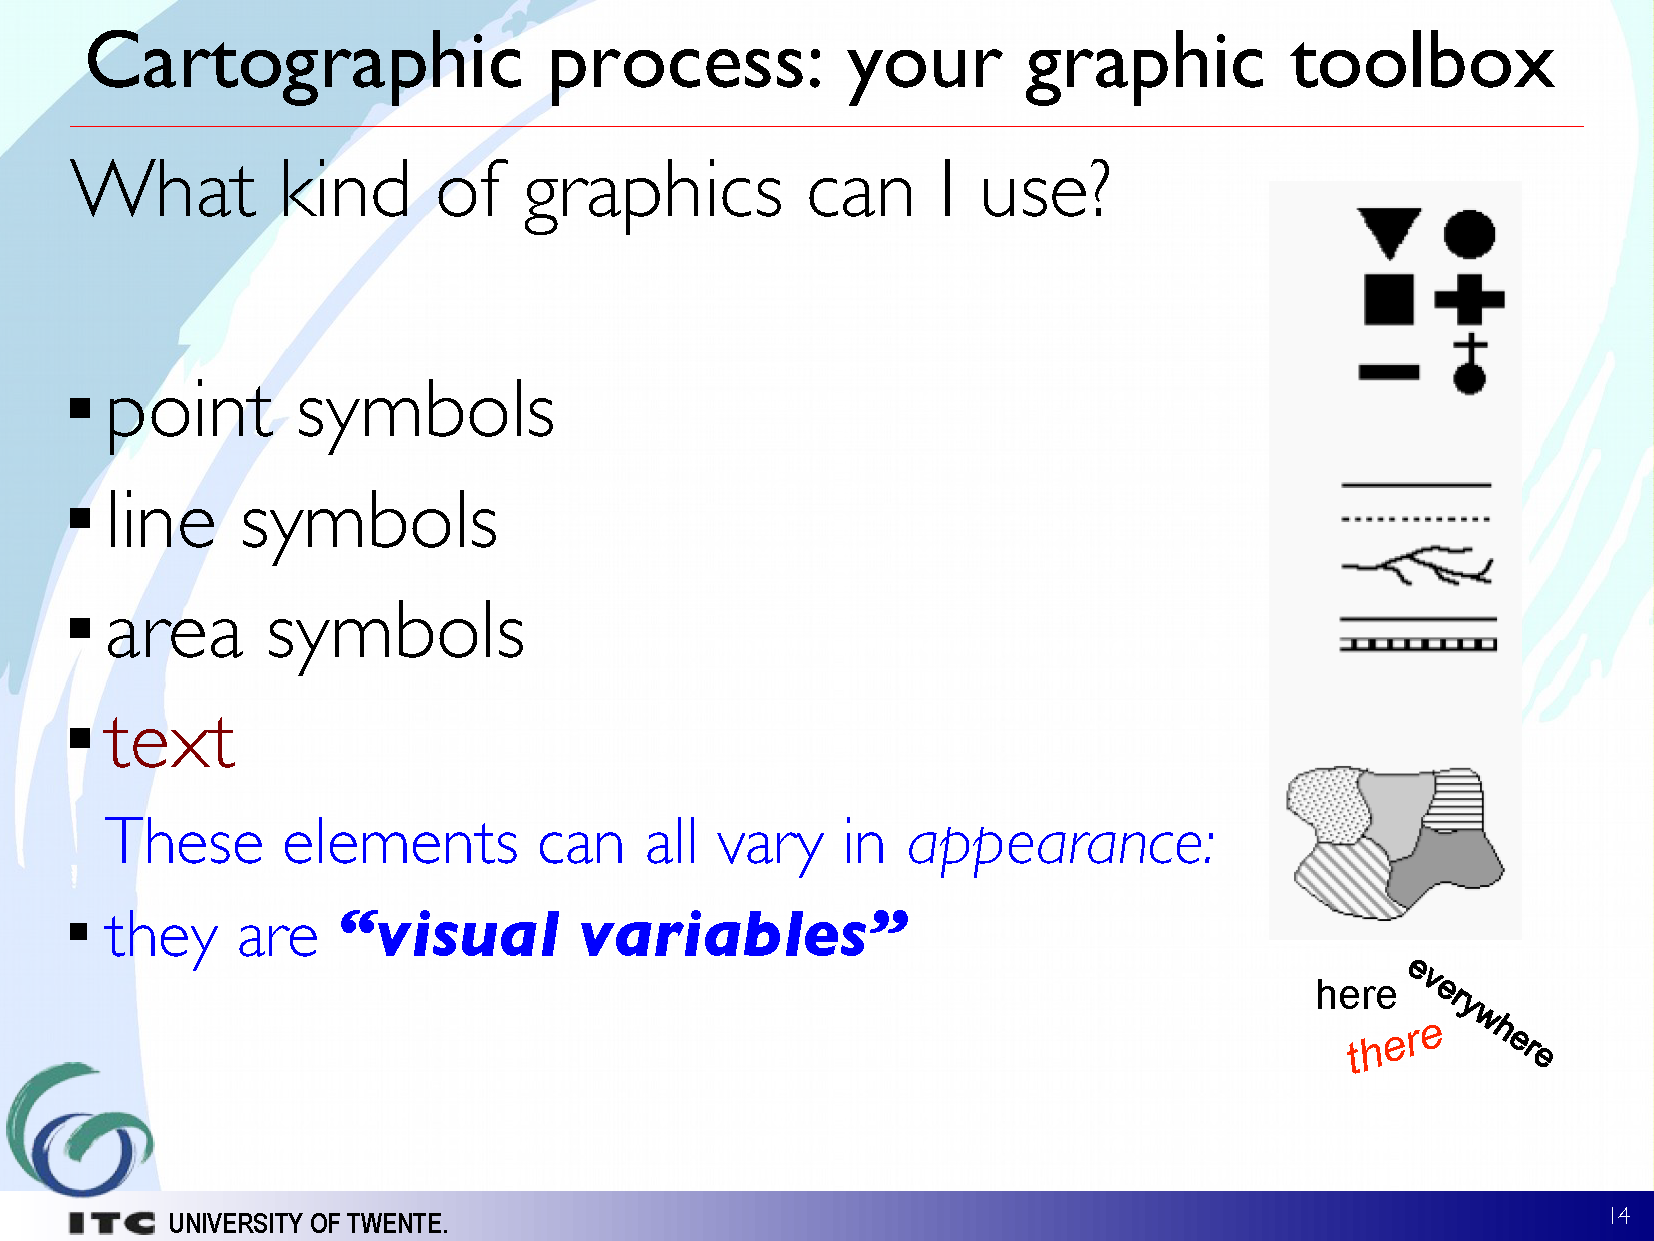 Cartographic process: your graphic toolbox
What kind of graphics can I use?
▪ point symbols
▪ line symbols
▪ area symbols
▪ text
These elements can all vary in appearance:
▪ they are “visual variables”
here
everywhere
there
ITC UNIVERSITY OF TWENTE.
14